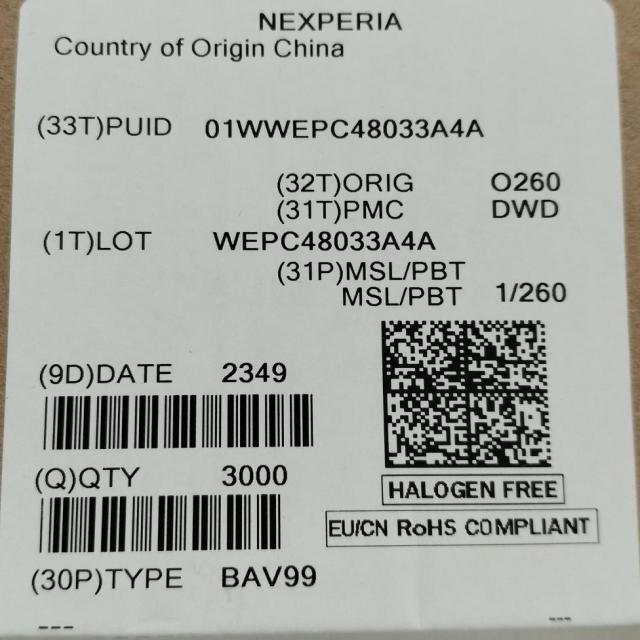 NEXPERIA
Country of Origin China
(33T)PUID 01WWEPC48033A4A
(32T)ORIG O260
(31T)PMC DWD
(1T)LOT WEPC48033A4A
(31P)MSL/PBT
MSL/PBT 1/260
(9D)DATE 2349
(Q)QTY 3000
HALOGEN FREE
EU/CN RoHS COMPLIANT
(30P)TYPE BAV99
---
---